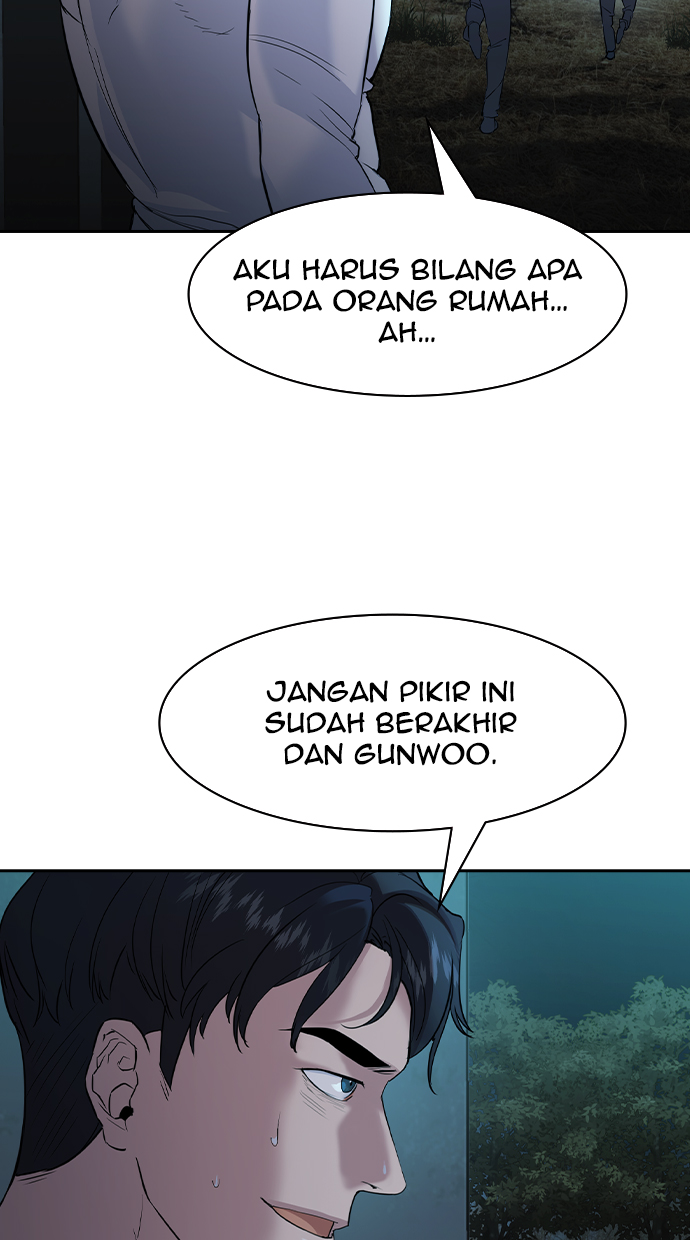 AKU HARUS BILANG APA
PADA ORANG RUMAH...
AH...
JANGAN PIKIR INI
SUDAH BERAKHIR
DAN GUNWOO.